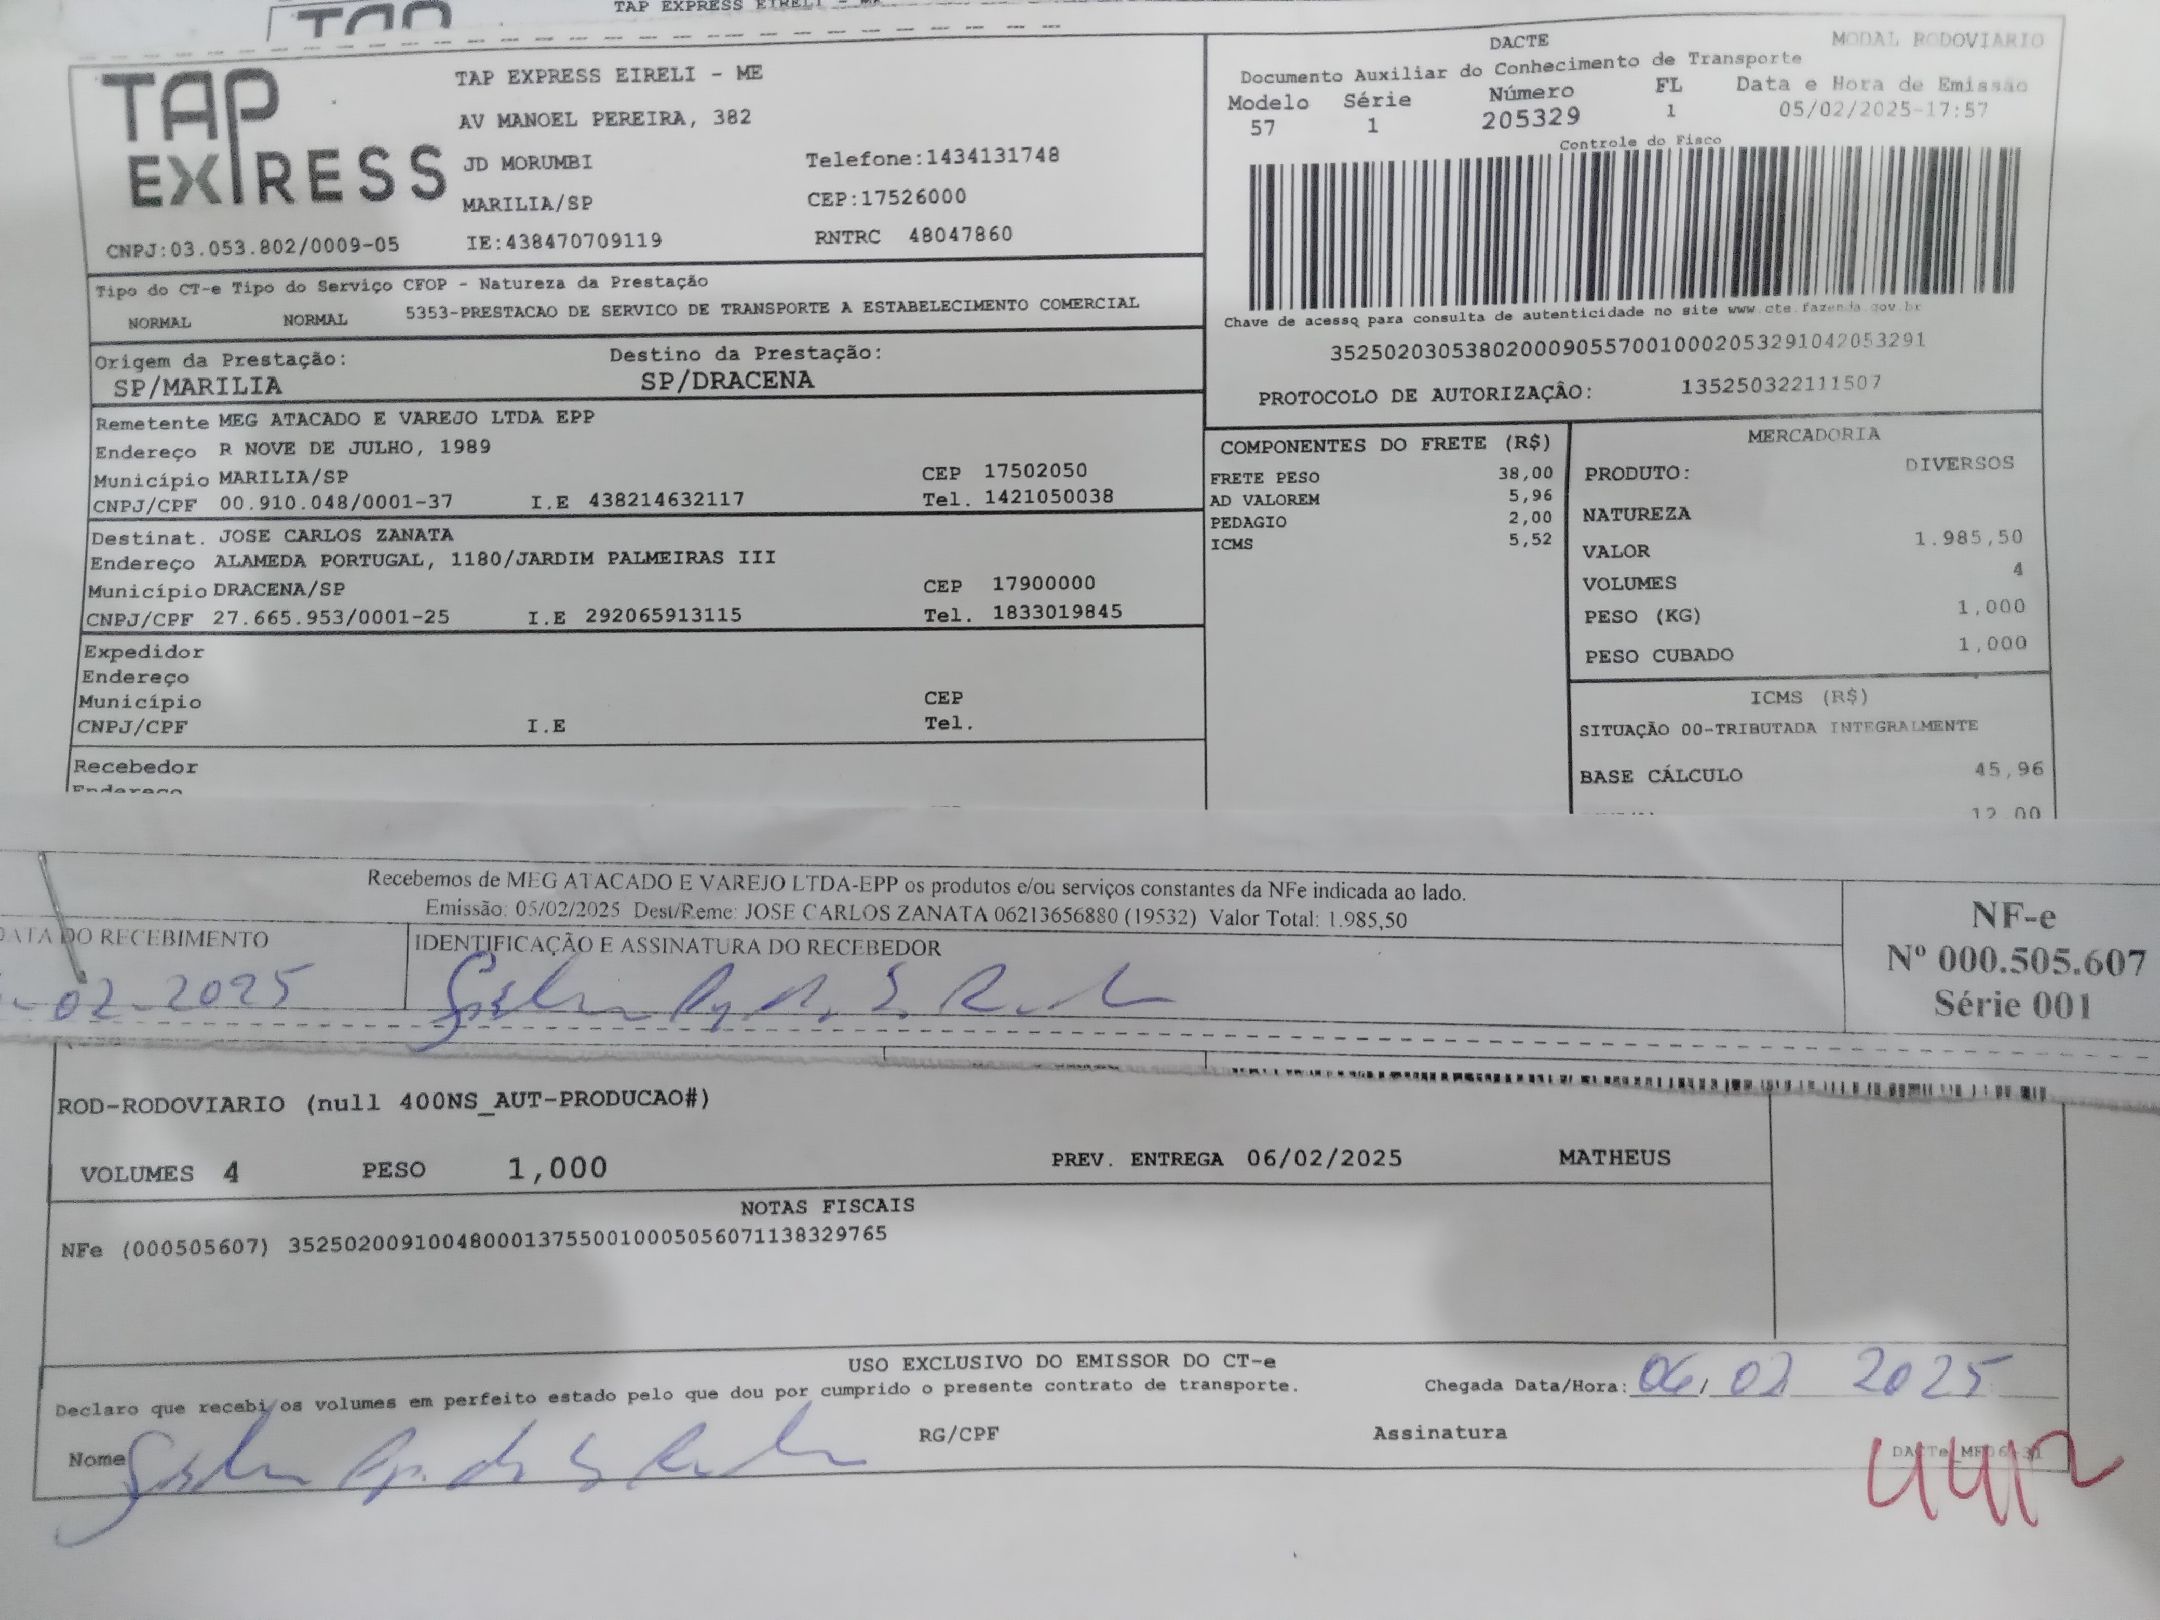 TAP EXPRESS EIRELI - ME
TAP
TAP EXPRESS
TAP EXPRESS EIRELI - ME
AV MANOEL PEREIRA, 382
JD MORUMBI Telefone:1434131748
MARILIA/SP CEP:17526000
CNPJ:03.053.802/0009-05 IE:438470709119 RNTRC 48047860
DACTE MODAL RODOVIARIO
Documento Auxiliar do Conhecimento de Transporte
Modelo Série Número FL Data e Hora de Emissão
57 1 205329 1 05/02/2025-17:57
Controle do Fisco
Chave de acesso para consulta de autenticidade no site www.cte.fazenda.gov.br
35250203053802000905570010002053291042053291
PROTOCOLO DE AUTORIZAÇÃO: 135250322111507
Tipo do CT-e Tipo do Serviço CFOP - Natureza da Prestação
NORMAL NORMAL 5353-PRESTACAO DE SERVICO DE TRANSPORTE A ESTABELECIMENTO COMERCIAL
Origem da Prestação: Destino da Prestação:
SP/MARILIA SP/DRACENA
Remetente MEG ATACADO E VAREJO LTDA EPP
Endereço R NOVE DE JULHO, 1989
Município MARILIA/SP CEP 17502050
CNPJ/CPF 00.910.048/0001-37 I.E 438214632117 Tel. 1421050038
Destinat. JOSE CARLOS ZANATA
Endereço ALAMEDA PORTUGAL, 1180/JARDIM PALMEIRAS III
Município DRACENA/SP CEP 17900000
CNPJ/CPF 27.665.953/0001-25 I.E 292065913115 Tel. 1833019845
Expedidor
Endereço
Município CEP
CNPJ/CPF I.E Tel.
Recebedor
Endereço
COMPONENTES DO FRETE (R$)
FRETE PESO 38,00
AD VALOREM 5,96
PEDAGIO 2,00
ICMS 5,52
MERCADORIA
PRODUTO: DIVERSOS
NATUREZA
VALOR 1.985,50
VOLUMES 4
PESO (KG) 1,000
PESO CUBADO 1,000
ICMS (R$)
SITUAÇÃO 00-TRIBUTADA INTEGRALMENTE
BASE CÁLCULO 45,96
12,00
Recebemos de MEG ATACADO E VAREJO LTDA-EPP os produtos e/ou serviços constantes da NFe indicada ao lado.
Emissão: 05/02/2025 Dest/Reme: JOSE CARLOS ZANATA 06213656880 (19532) Valor Total: 1.985,50
DATA DO RECEBIMENTO IDENTIFICAÇÃO E ASSINATURA DO RECEBEDOR
-02-2025
NF-e
Nº 000.505.607
Série 001
ROD-RODOVIARIO (null 400NS_AUT-PRODUCAO#)
VOLUMES 4 PESO 1,000 PREV. ENTREGA 06/02/2025 MATHEUS
NOTAS FISCAIS
NFe (000505607) 35250200910048000137550010005056071138329765
USO EXCLUSIVO DO EMISSOR DO CT-e
Declaro que recebi os volumes em perfeito estado pelo que dou por cumprido o presente contrato de transporte. Chegada Data/Hora: 06/02 2025
Nome RG/CPF Assinatura